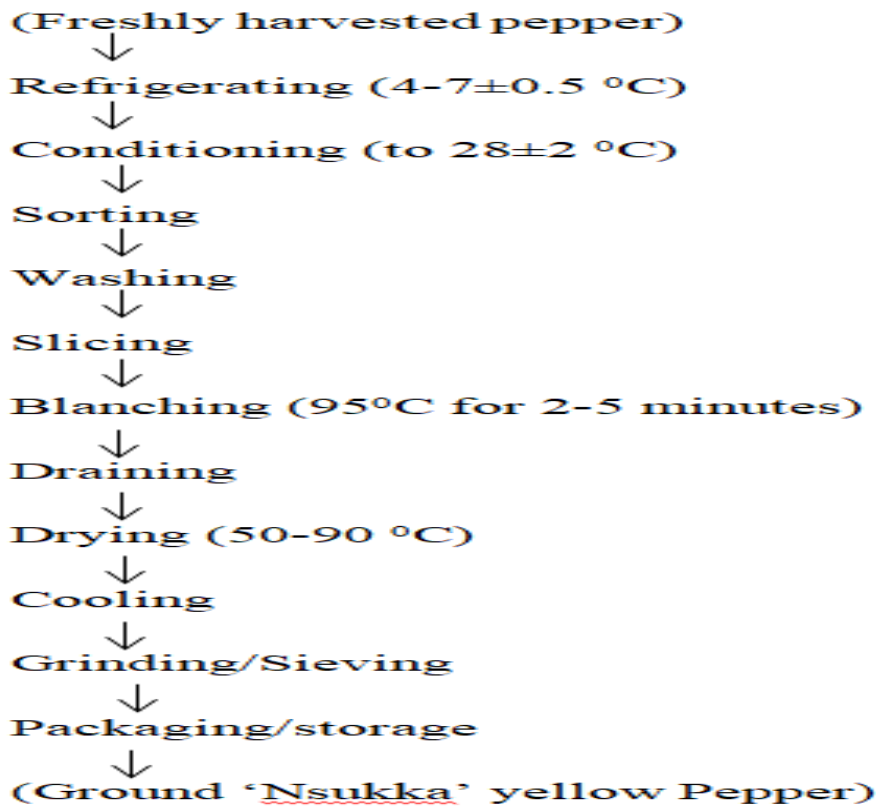 (Freshly harvested pepper)
↓
Refrigerating (4-7±0.5 ⁰C)
↓
Conditioning (to 28±2 ⁰C)
↓
Sorting
↓
Washing
↓
Slicing
↓
Blanching (95⁰C for 2-5 minutes)
↓
Draining
↓
Drying (50-90 ⁰C)
↓
Cooling
↓
Grinding/Sieving
↓
Packaging/storage
↓
(Ground ‘Nsukka’ yellow Pepper)